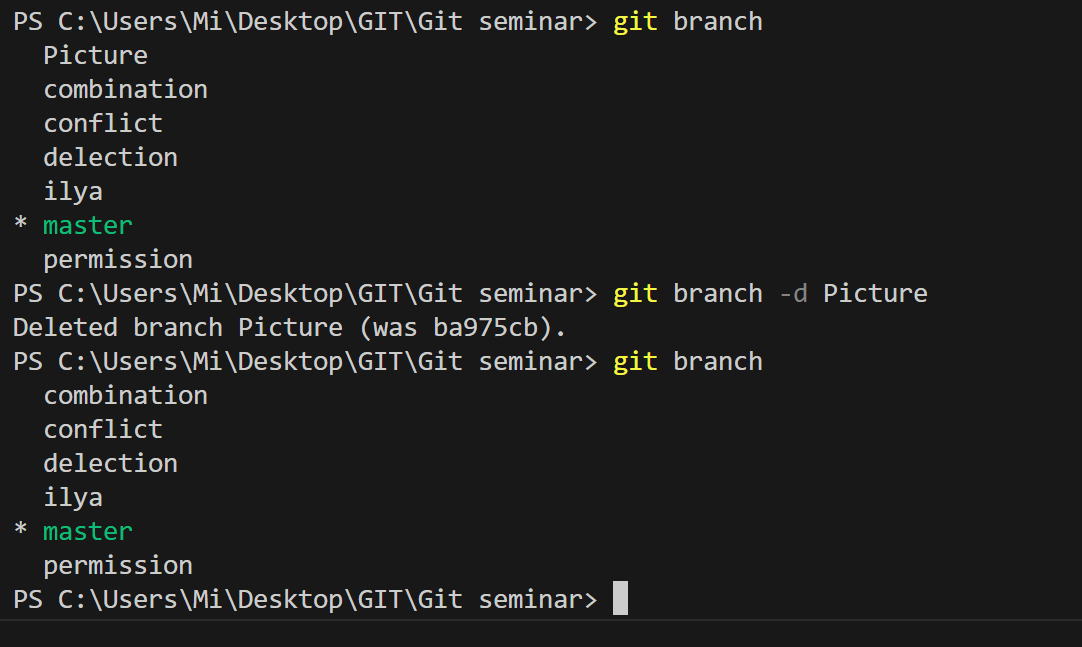 PS C:\Users\Mi\Desktop\GIT\Git seminar> git branch
  Picture
  combination
  conflict
  delection
  ilya
* master
  permission
PS C:\Users\Mi\Desktop\GIT\Git seminar> git branch -d Picture
Deleted branch Picture (was ba975cb).
PS C:\Users\Mi\Desktop\GIT\Git seminar> git branch
  combination
  conflict
  delection
  ilya
* master
  permission
PS C:\Users\Mi\Desktop\GIT\Git seminar>